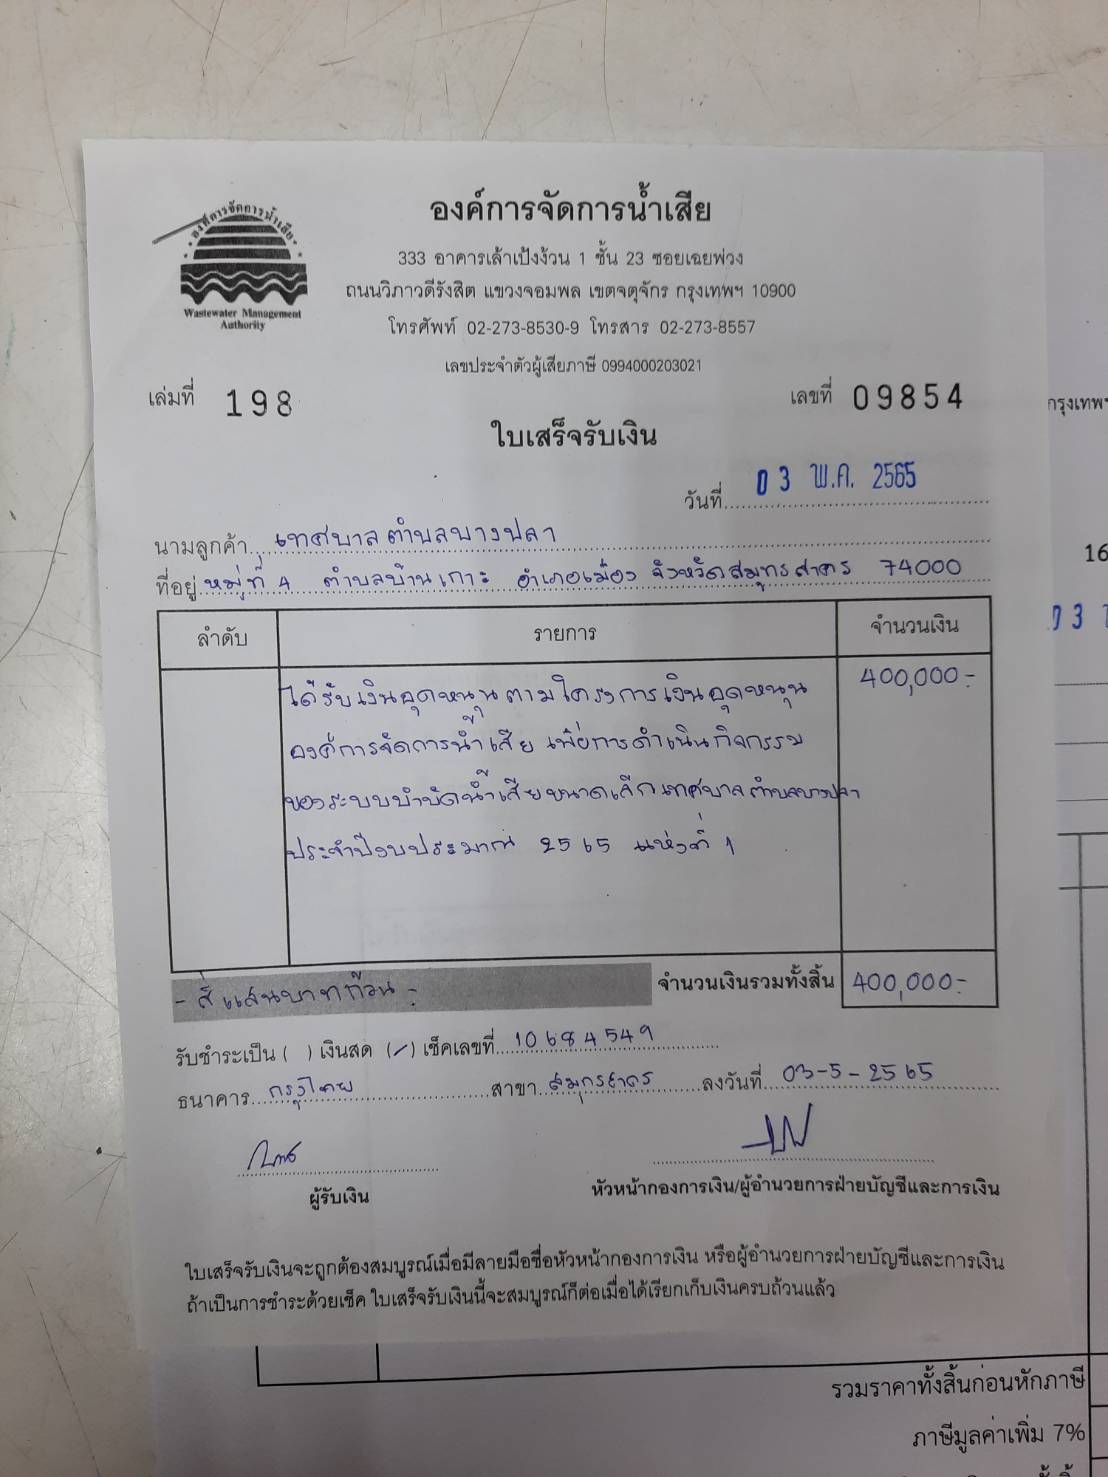 องค์การจัดการน้ำเสีย
Wastewater Management
Authority
องค์การจัดการน้ำเสีย
333 อาคารเล้าเป้งง้วน 1 ชั้น 23 ซอยเฉยพ่วง
ถนนวิภาวดีรังสิต แขวงจอมพล เขตจตุจักร กรุงเทพฯ 10900
โทรศัพท์ 02-273-8530-9 โทรสาร 02-273-8557
เลขประจำตัวผู้เสียภาษี 0994000203021
เล่มที่ 198 เลขที่ 09854
กรุงเทพฯ
ใบเสร็จรับเงิน
วันที่ 03 พ.ค. 2565
นามลูกค้า เทศบาลตำบลบางปลา
ที่อยู่ หมู่ที่ 4 ตำบลบ้านเกาะ อำเภอเมือง จังหวัดสมุทรสาคร 74000
16
03
ลำดับ รายการ จำนวนเงิน
ได้รับเงินอุดหนุนตามโครงการเงินอุดหนุน 400,000-
องค์การจัดการน้ำเสีย เพื่อการดำเนินกิจกรรม
ของระบบบำบัดน้ำเสียขนาดเล็กเทศบาลตำบลบางปลา
ประจำปีงบประมาณ 2565 แห่งที่ 1
- สี่แสนบาทถ้วน - จำนวนเงินรวมทั้งสิ้น 400,000-
รับชำระเป็น ( ) เงินสด (/) เช็คเลขที่ 10684549
ธนาคาร กรุงไทย สาขา สมุทรสาคร ลงวันที่ 03-5-2565
ผู้รับเงิน หัวหน้ากองการเงิน/ผู้อำนวยการฝ่ายบัญชีและการเงิน
ใบเสร็จรับเงินจะถูกต้องสมบูรณ์เมื่อมีลายมือชื่อหัวหน้ากองการเงิน หรือผู้อำนวยการฝ่ายบัญชีและการเงิน
ถ้าเป็นการชำระด้วยเช็ค ใบเสร็จรับเงินนี้จะสมบูรณ์ก็ต่อเมื่อได้เรียกเก็บเงินครบถ้วนแล้ว
รวมราคาทั้งสิ้นก่อนหักภาษี
ภาษีมูลค่าเพิ่ม 7%